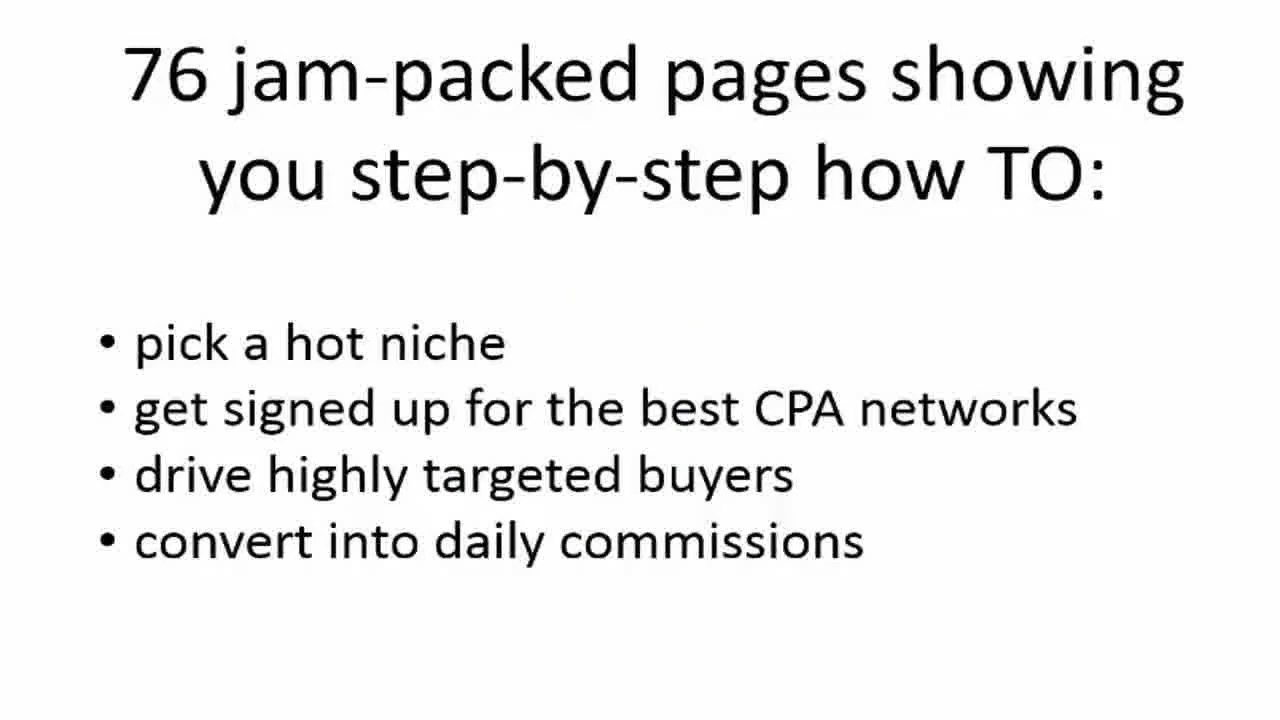 76 jam-packed pages showing
you step-by-step how TO:
• pick a hot niche
• get signed up for the best CPA networks
• drive highly targeted buyers
• convert into daily commissions